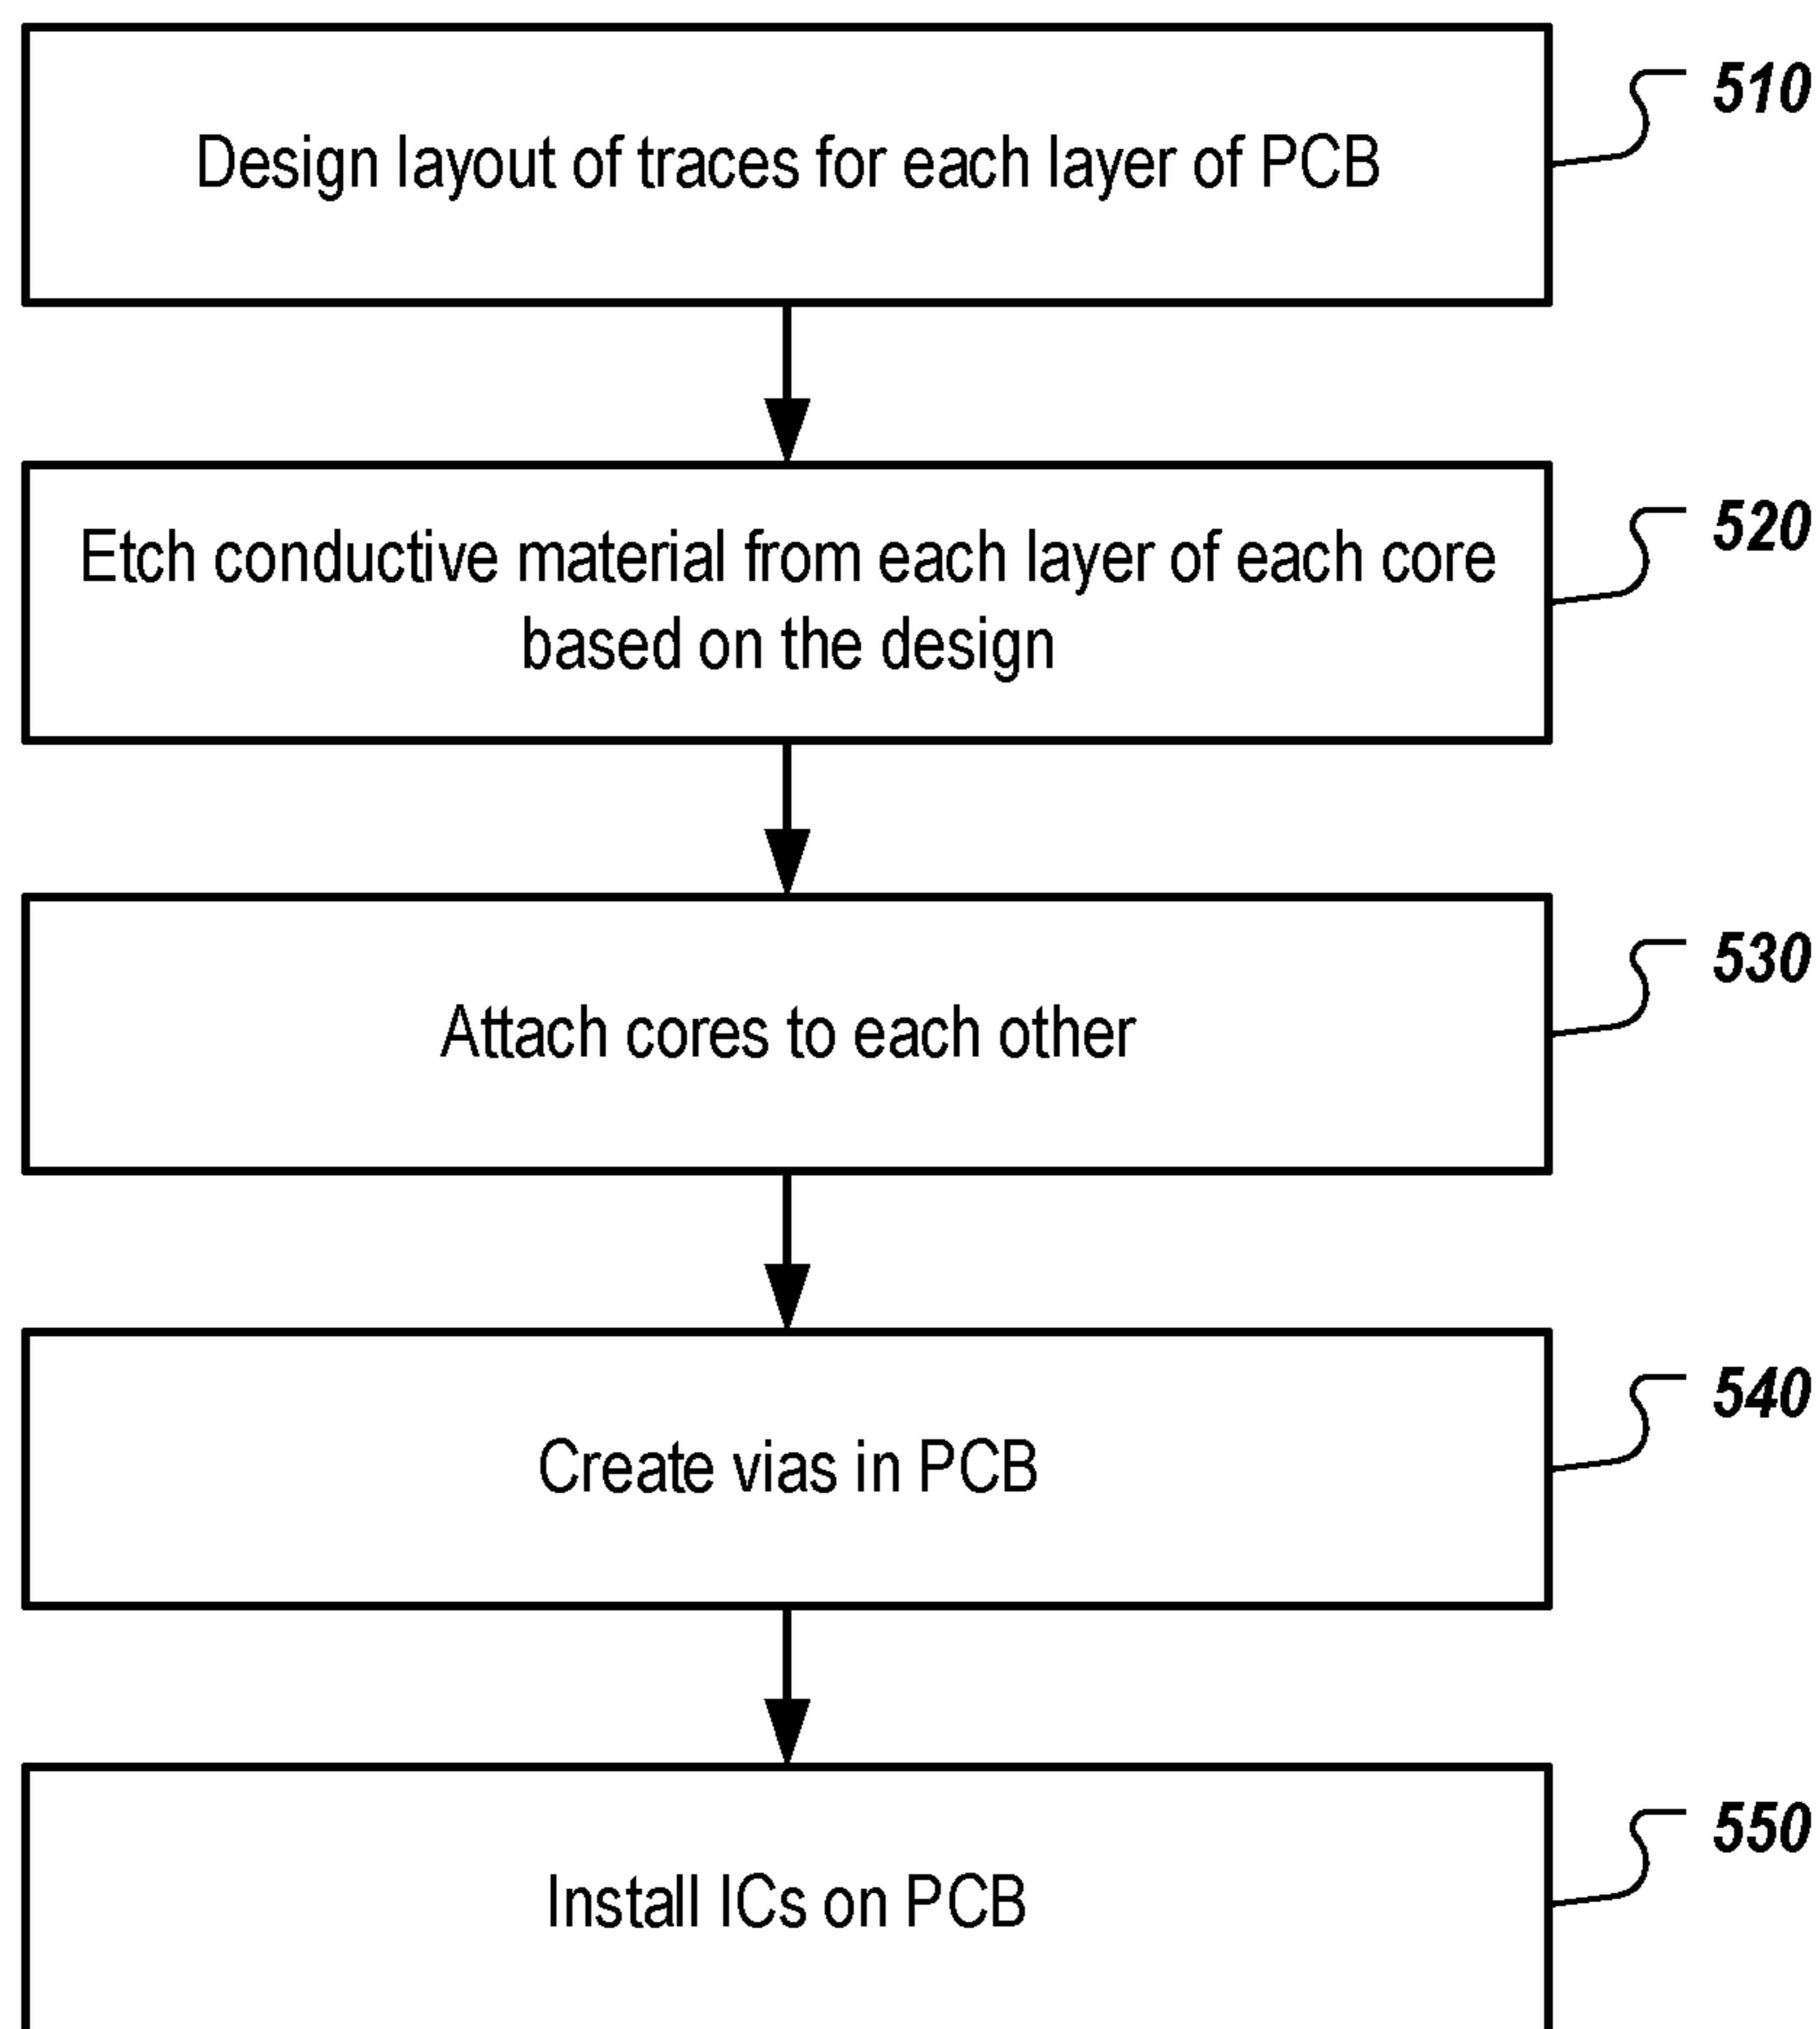 Design layout of traces for each layer of PCB
510
Etch conductive material from each layer of each core
based on the design
520
Attach cores to each other
530
Create vias in PCB
540
Install ICs on PCB
550